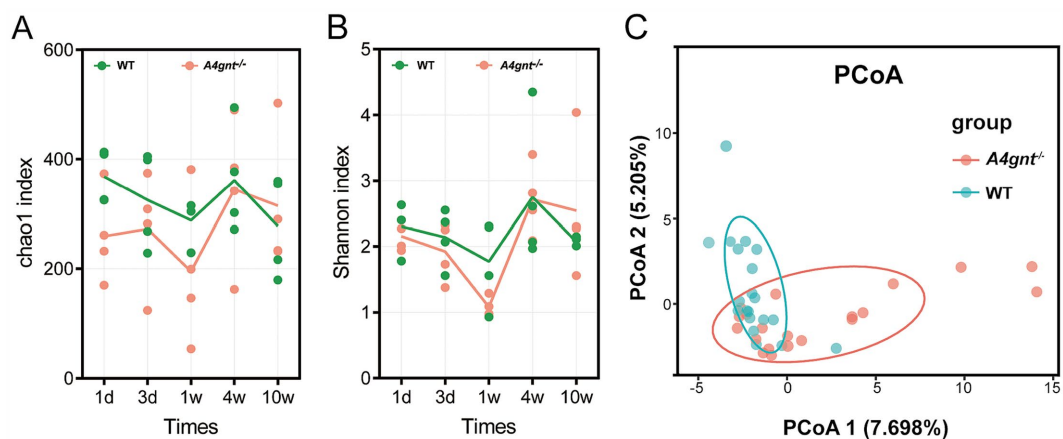 A
600
400
200
0
chao1 index
WT
A4gnt-/-
1d
3d
1w
4w
10w
Times
B
5
4
3
2
1
0
Shannon index
WT
A4gnt-/-
1d
3d
1w
4w
10w
Times
C
PCoA
group
A4gnt-/-
WT
10
5
0
PCoA 2 (5.205%)
-5
0
5
10
15
PCoA 1 (7.698%)